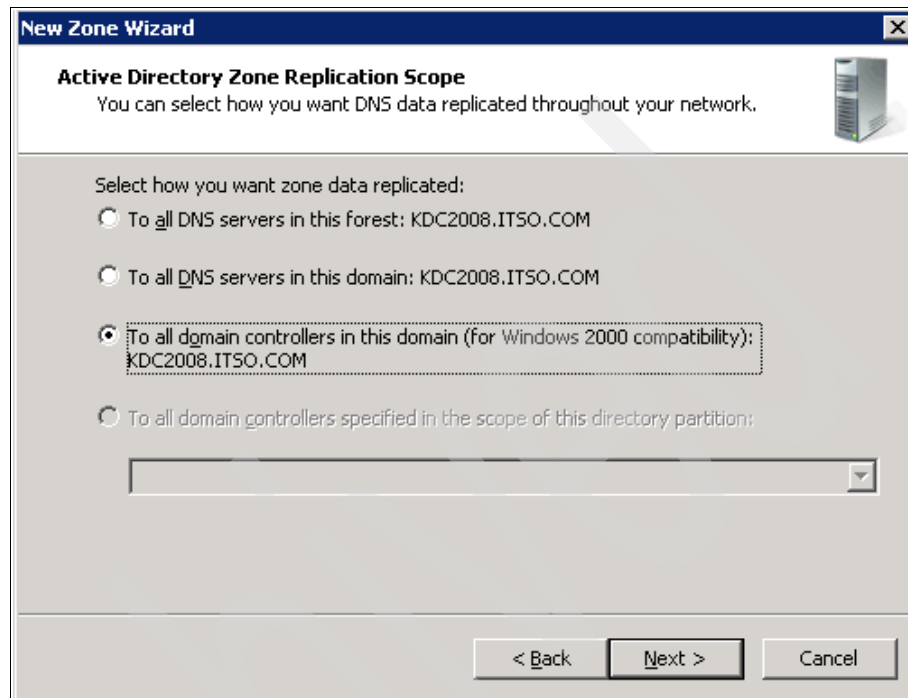 New Zone Wizard
Active Directory Zone Replication Scope
You can select how you want DNS data replicated throughout your network.
Select how you want zone data replicated:
To all DNS servers in this forest: KDC2008.ITSO.COM
To all DNS servers in this domain: KDC2008.ITSO.COM
To all domain controllers in this domain (for Windows 2000 compatibility):
KDC2008.ITSO.COM
To all domain controllers specified in the scope of this directory partition:
< Back Next > Cancel